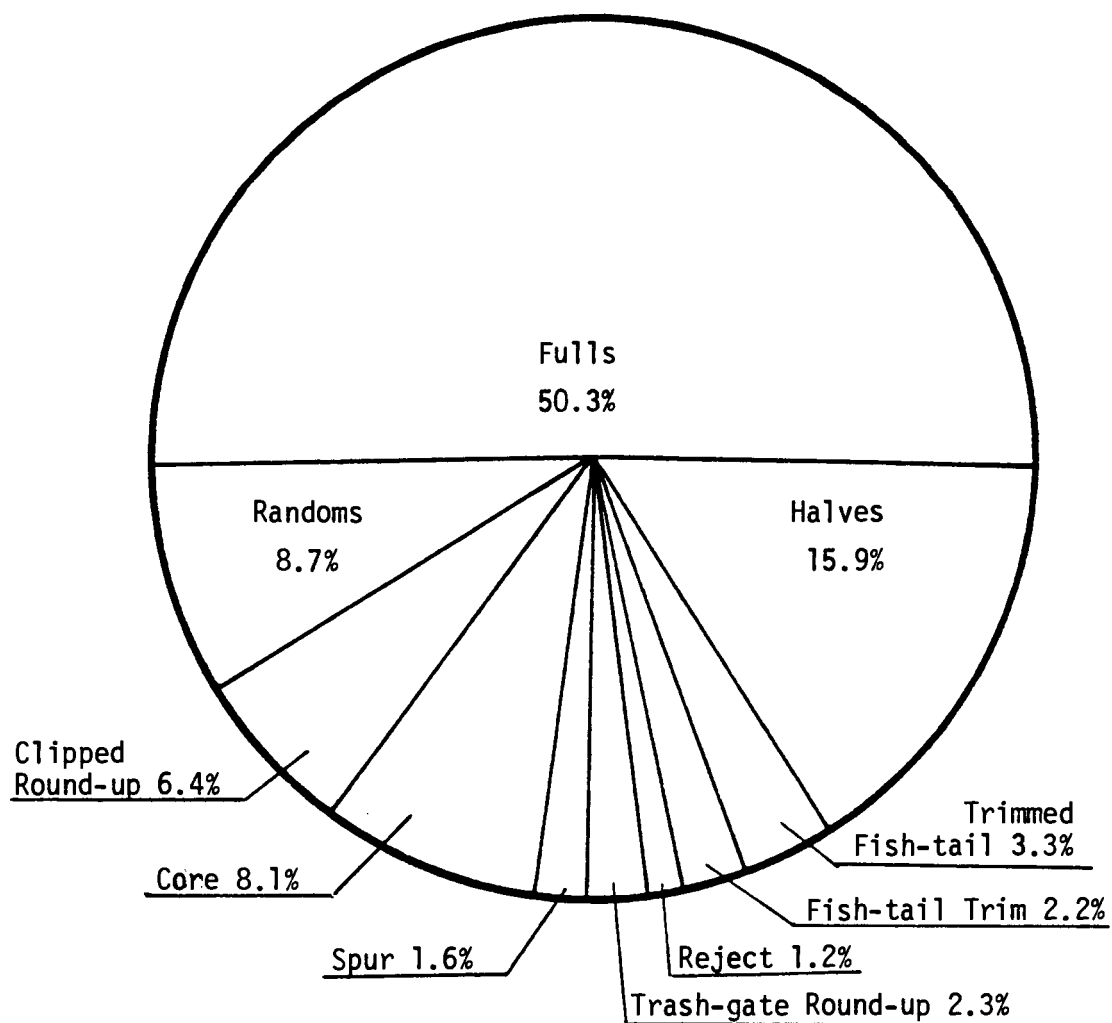 Fulls
50.3%
Randoms
8.7%
Halves
15.9%
Clipped
Round-up 6.4%
Trimmed
Fish-tail 3.3%
Core 8.1%
Fish-tail Trim 2.2%
Spur 1.6%
Reject 1.2%
Trash-gate Round-up 2.3%